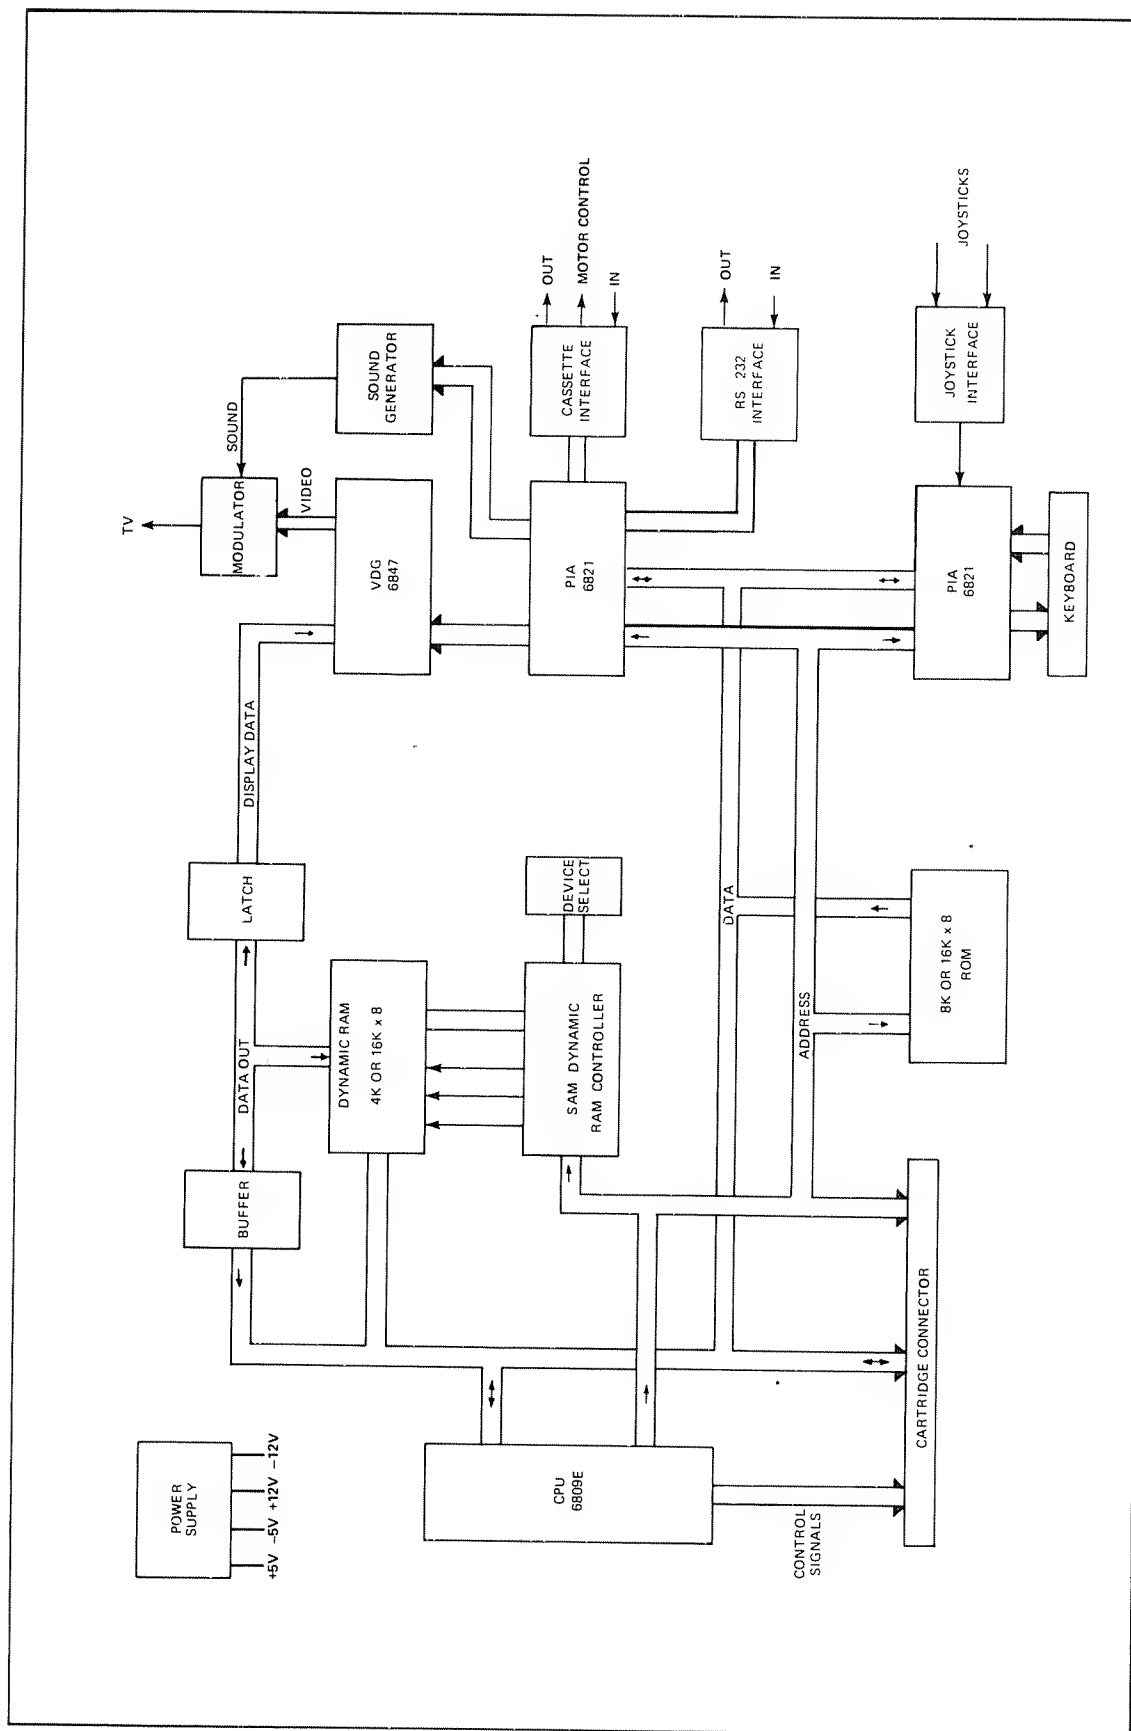 POWER
SUPPLY
+5V -5V +12V -12V
BUFFER
DATA OUT
LATCH
DISPLAY DATA
TV
MODULATOR
SOUND
VIDEO
DYNAMIC RAM
4K OR 16K x 8
VDG
6847
SOUND
GENERATOR
CPU
6809E
SAM DYNAMIC
RAM CONTROLLER
DEVICE
SELECT
PIA
6821
CASSETTE
INTERFACE
OUT
MOTOR CONTROL
IN
DATA
RS 232
INTERFACE
OUT
IN
ADDRESS
CONTROL
SIGNALS
CARTRIDGE CONNECTOR
8K OR 16K x 8
ROM
PIA
6821
JOYSTICK
INTERFACE
JOYSTICKS
KEYBOARD